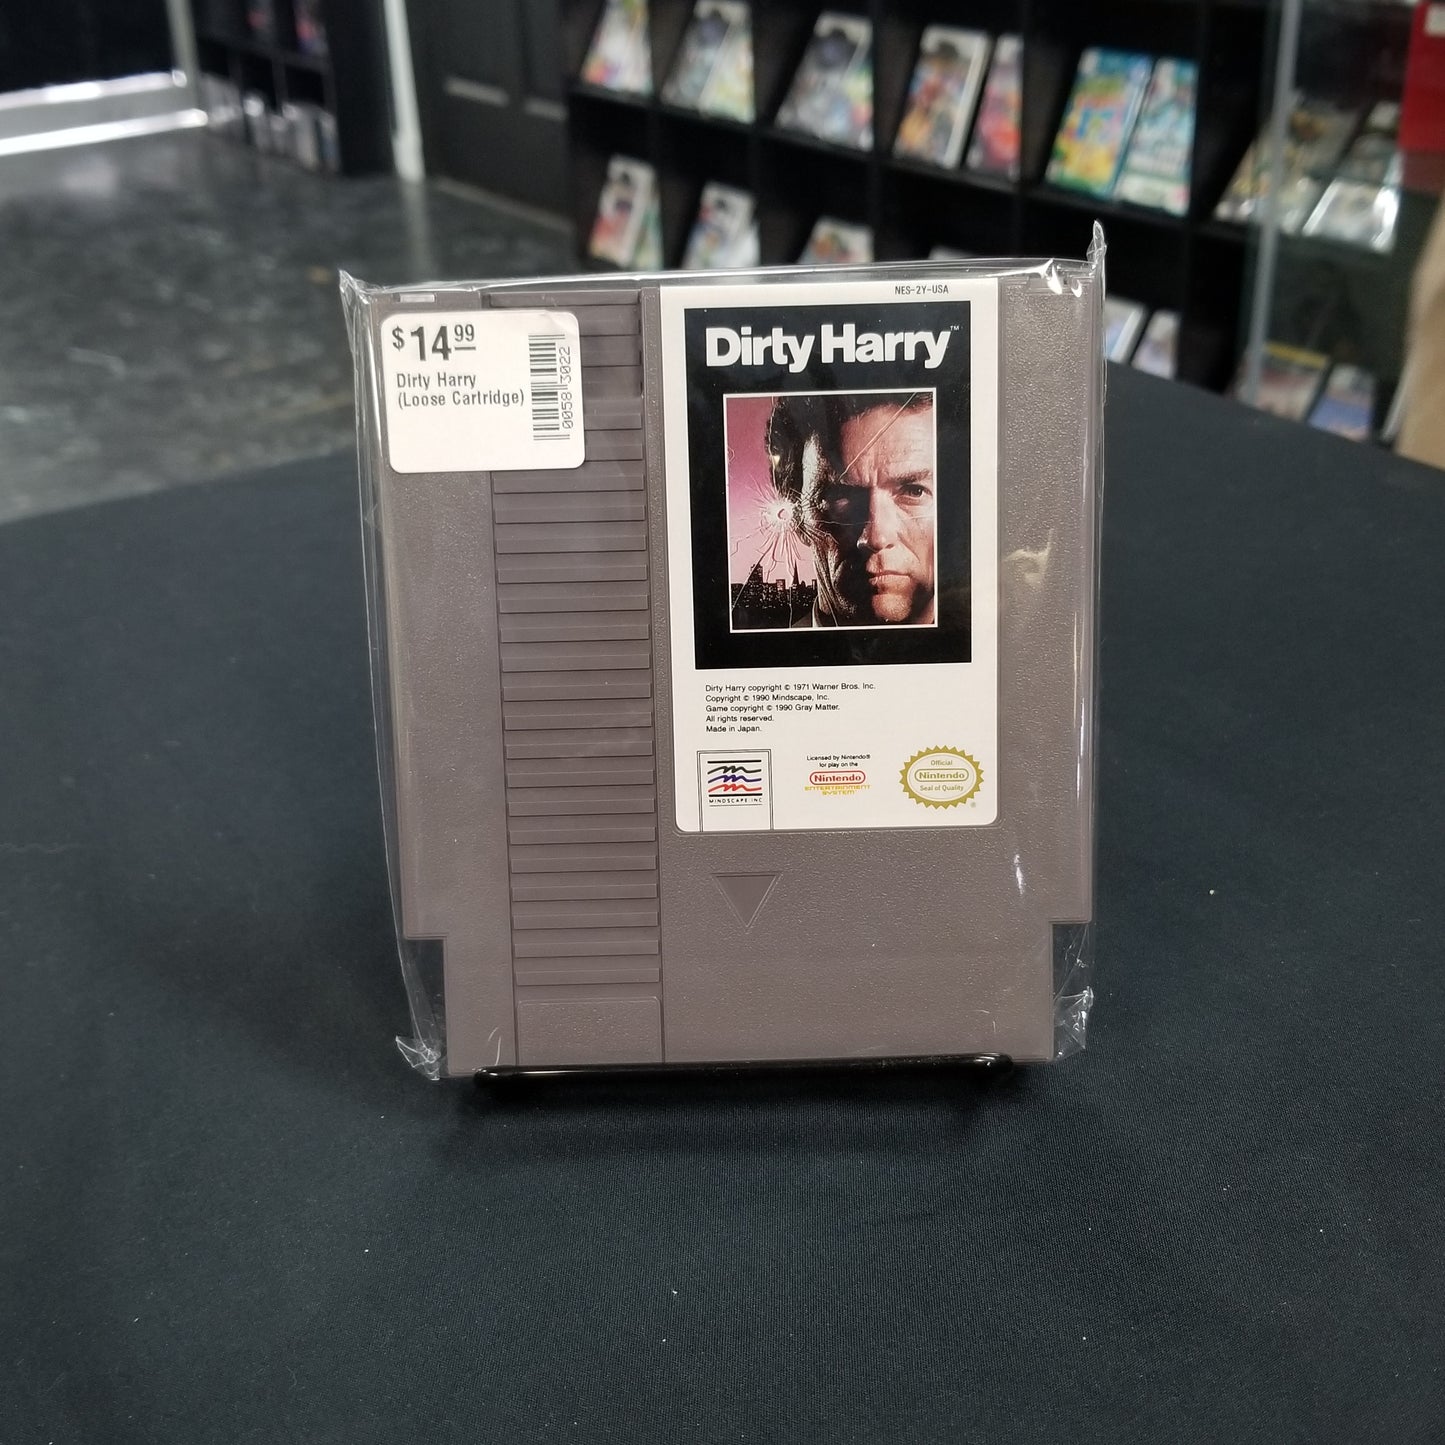 $14.99
Dirty Harry
(Loose Cartridge)
0058 3022
NES-2Y-USA
Dirty Harry™
Dirty Harry copyright © 1971 Warner Bros. Inc.
Copyright © 1990 Mindscape, Inc.
Game copyright © 1990 Gray Matter.
All rights reserved.
Made in Japan.
MINDSCAPE INC
Licensed by Nintendo®
for play on the
Nintendo
ENTERTAINMENT
SYSTEM
Official
Nintendo
Seal of Quality
®